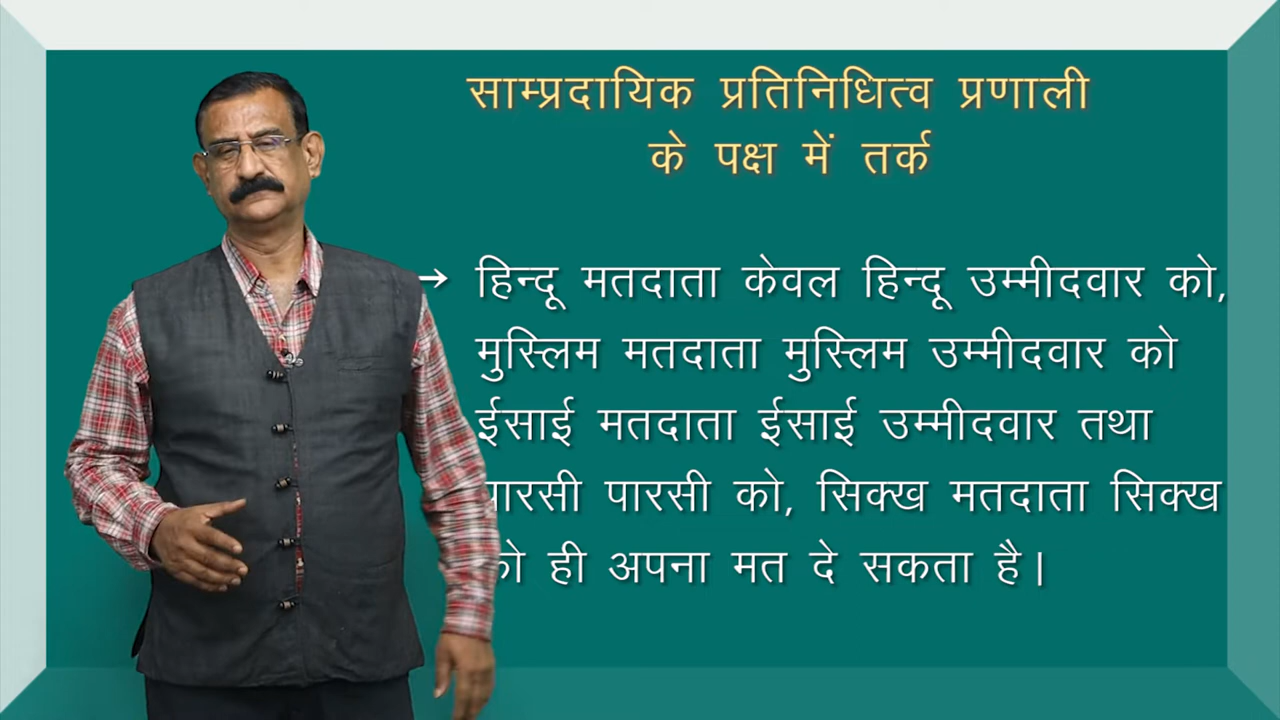 साम्प्रदायिक प्रतिनिधित्व प्रणाली
के पक्ष में तर्क
→ हिन्दू मतदाता केवल हिन्दू उम्मीदवार को,
मुस्लिम मतदाता मुस्लिम उम्मीदवार को
ईसाई मतदाता ईसाई उम्मीदवार तथा
पारसी पारसी को, सिक्ख मतदाता सिक्ख
को ही अपना मत दे सकता है।